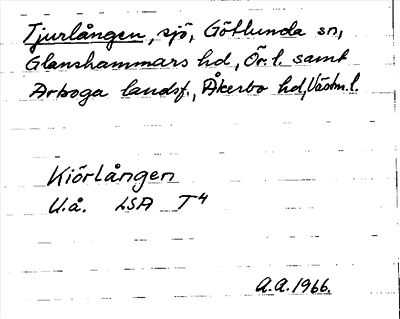 Tjurlången, sjö, Götlunda sn,
Glanshammars hd, Ör. l. samt
Arboga landsf., Åkerbo hd, Västm. l.
Kiörlången
U.å. LSA T⁴
A.A. 1966.